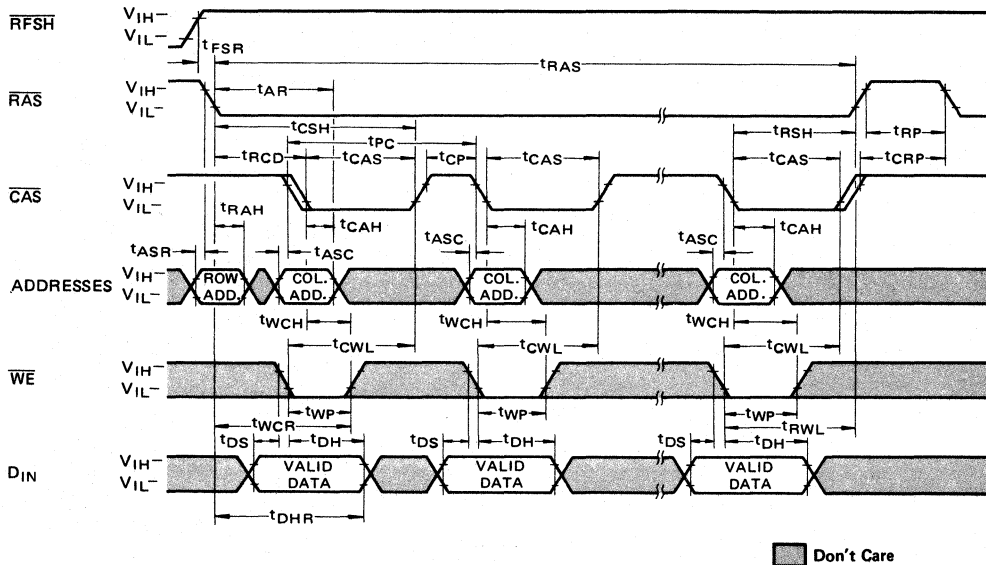 RFSH VIH– VIL–
tFSR
tRAS
RAS VIH– VIL–
tAR
tCSH
tRSH tRP
tPC
tRCD tCAS tCP tCAS tCAS tCRP
CAS VIH– VIL–
tRAH tCAH tCAH tCAH
tASR tASC tASC tASC
ADDRESSES VIH– VIL–
ROW ADD. COL. ADD. COL. ADD. COL. ADD.
tWCH tWCH tWCH
tCWL tCWL tCWL
WE VIH– VIL–
tWP tWP tWP
tWCR tRWL
tDS tDH tDS tDH tDS tDH
DIN VIH– VIL–
VALID DATA VALID DATA VALID DATA
tDHR
Don't Care